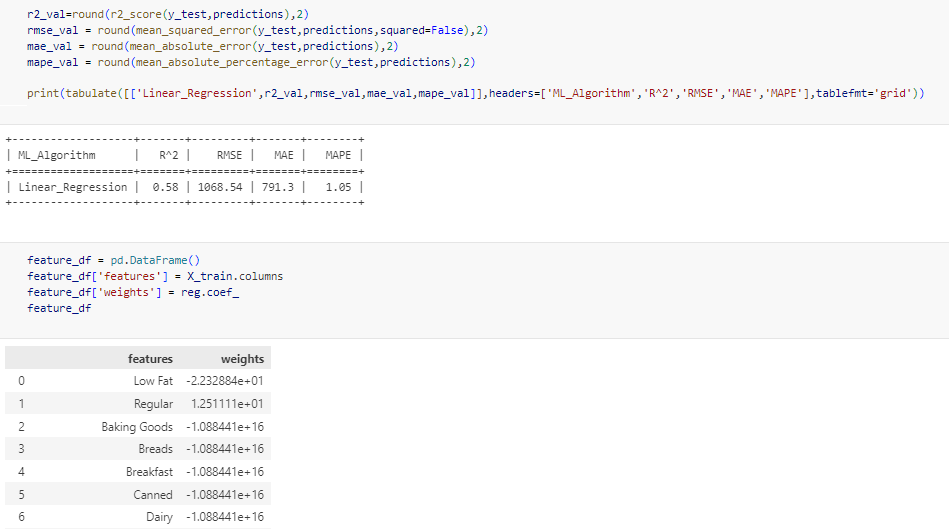 r2_val=round(r2_score(y_test,predictions),2)
rmse_val = round(mean_squared_error(y_test,predictions,squared=False),2)
mae_val = round(mean_absolute_error(y_test,predictions),2)
mape_val = round(mean_absolute_percentage_error(y_test,predictions),2)
print(tabulate([['Linear_Regression',r2_val,rmse_val,mae_val,mape_val]],headers=['ML_Algorithm','R^2','RMSE','MAE','MAPE'],tablefmt='grid'))
+-------------------+-------+---------+-------+--------+
| ML_Algorithm      |   R^2 |    RMSE |   MAE |   MAPE |
+===================+=======+=========+=======+========+
| Linear_Regression |  0.58 | 1068.54 | 791.3 |   1.05 |
+-------------------+-------+---------+-------+--------+
feature_df = pd.DataFrame()
feature_df['features'] = X_train.columns
feature_df['weights'] = reg.coef_
feature_df
features weights
0 Low Fat -2.232884e+01
1 Regular 1.251111e+01
2 Baking Goods -1.088441e+16
3 Breads -1.088441e+16
4 Breakfast -1.088441e+16
5 Canned -1.088441e+16
6 Dairy -1.088441e+16